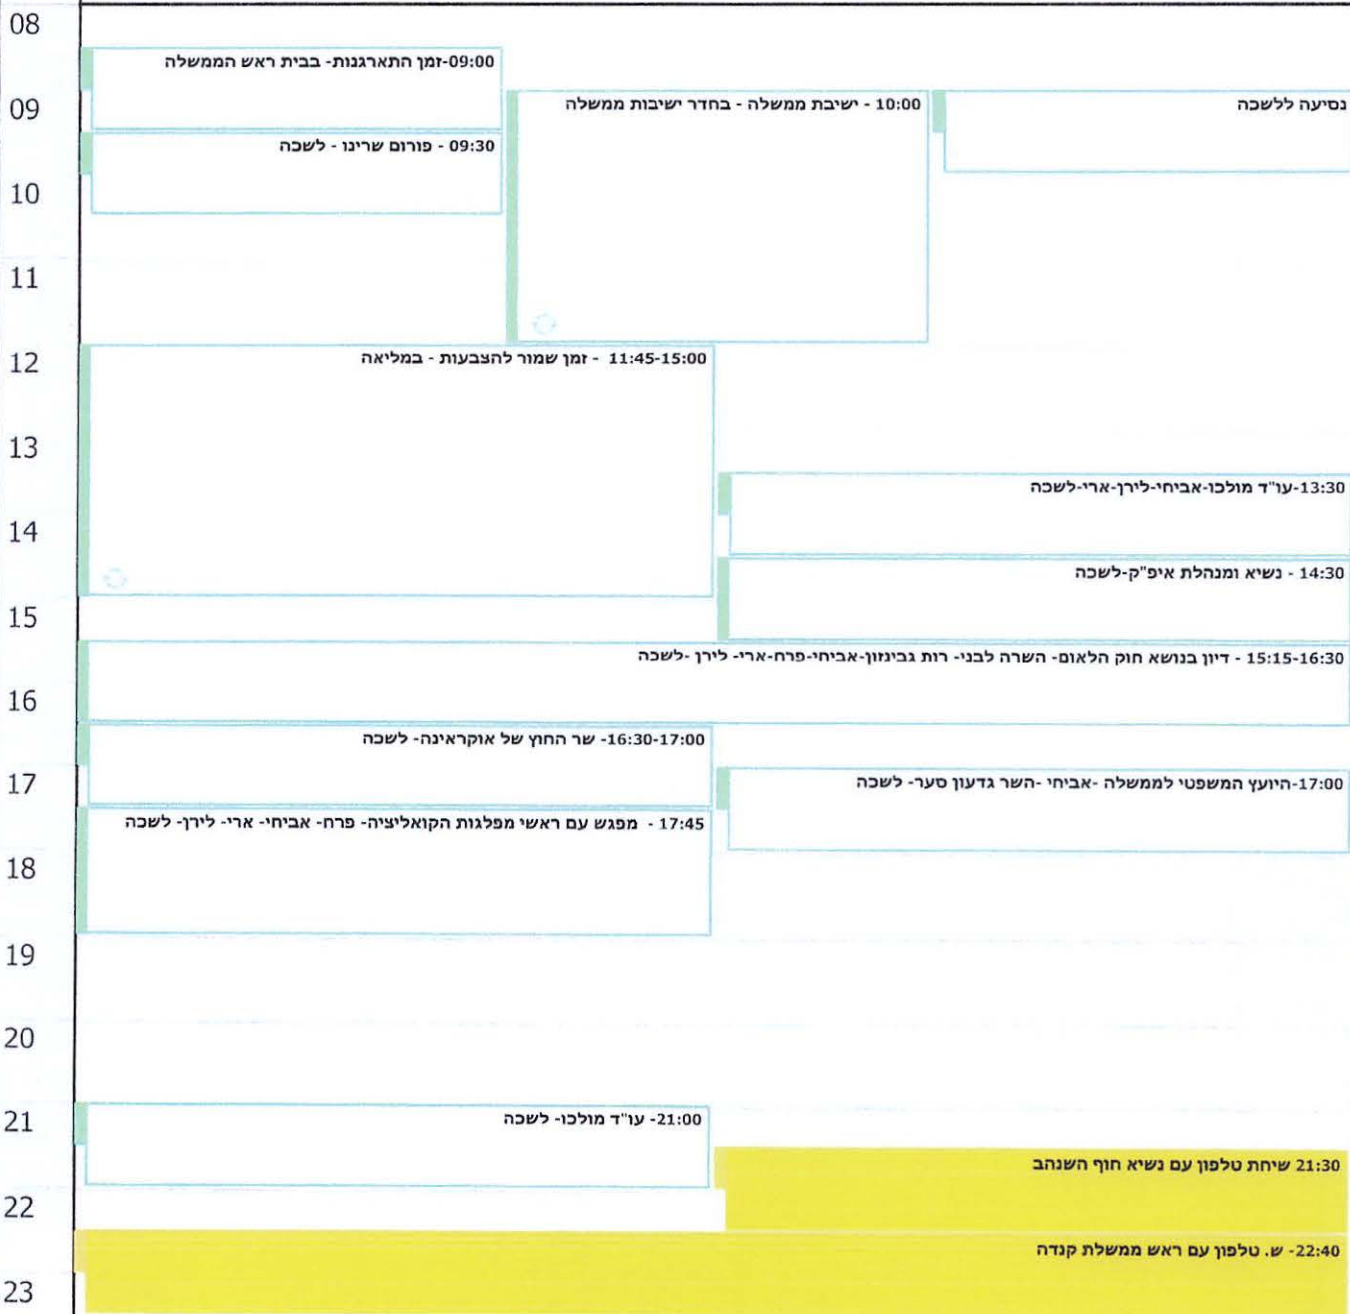 08
09:00-זמן התארגנות- בבית ראש הממשלה
09
10:00 - ישיבת ממשלה - בחדר ישיבות ממשלה
נסיעה ללשכה
09:30 - פורום שרינו - לשכה
10
11
12
11:45-15:00 - זמן שמור להצבעות - במליאה
13
13:30-עו"ד מולכו-אביחי-לירן-ארי-לשכה
14
14:30 - נשיא ומנהלת איפ"ק-לשכה
15
15:15-16:30 - דיון בנושא חוק הלאום- השרה לבני- רות גבינזון-אביחי-פרח-ארי- לירן -לשכה
16
16:30-17:00- שר החוץ של אוקראינה- לשכה
17
17:00-היועץ המשפטי לממשלה -אביחי -השר גדעון סער- לשכה
17:45 - מפגש עם ראשי מפלגות הקואליציה- פרח- אביחי- ארי- לירן- לשכה
18
19
20
21
21:00- עו"ד מולכו- לשכה
21:30 שיחת טלפון עם נשיא חוף השנהב
22
22:40- ש. טלפון עם ראש ממשלת קנדה
23